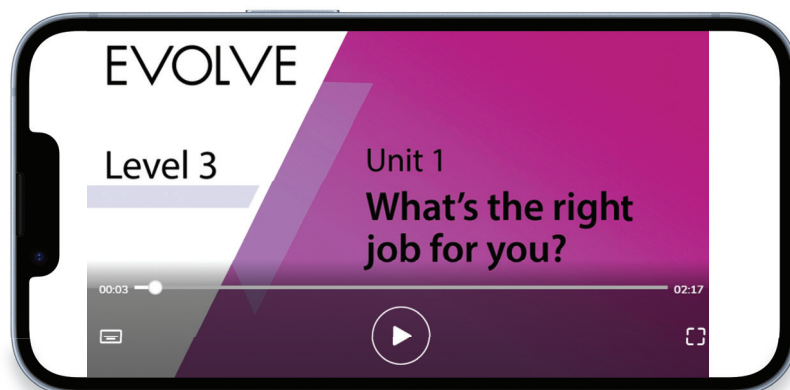 EVOLVE
Level 3
Unit 1
What's the right
job for you?
00:03
02:17